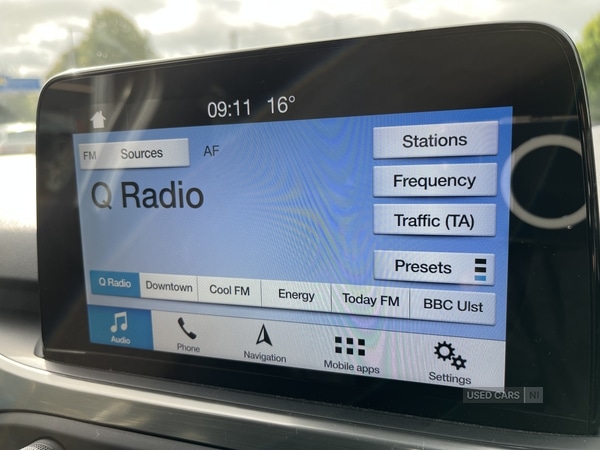 09:11 16°
FM Sources AF
Q Radio
Stations
Frequency
Traffic (TA)
Presets
Q Radio Downtown Cool FM Energy Today FM BBC Ulst
Audio Phone Navigation Mobile apps Settings
USED CARS NI